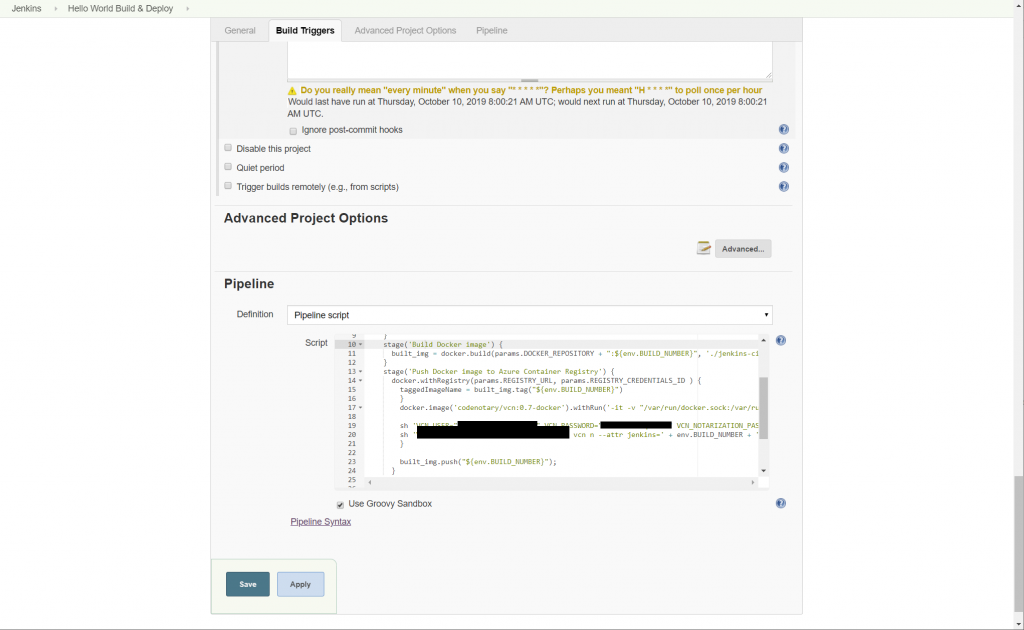 Jenkins Hello World Build & Deploy
General Build Triggers Advanced Project Options Pipeline
Do you really mean "every minute" when you say "* * * * *"? Perhaps you meant "H * * * *" to poll once per hour
Would last have run at Thursday, October 10, 2019 8:00:21 AM UTC; would next run at Thursday, October 10, 2019 8:00:21
AM UTC.
Ignore post-commit hooks
Disable this project
Quiet period
Trigger builds remotely (e.g., from scripts)
Advanced Project Options
Advanced...
Pipeline
Definition Pipeline script
Script
9 }
10 stage('Build Docker image') {
11 built_img = docker.build(params.DOCKER_REPOSITORY + ":${env.BUILD_NUMBER}", './jenkins-ci
12 }
13 stage('Push Docker image to Azure Container Registry') {
14 docker.withRegistry(params.REGISTRY_URL, params.REGISTRY_CREDENTIALS_ID ) {
15 taggedImageName = built_img.tag("${env.BUILD_NUMBER}")
16 }
17 docker.image('codenotary/vcn:0.7-docker').withRun('-it -v "/var/run/docker.sock:/var/ru
18
19 sh 'VCN_USER=" " VCN_PASSWORD=" VCN_NOTARIZATION_PAS
20 sh ' vcn n --attr jenkins=' + env.BUILD_NUMBER + '
21 }
22
23 built_img.push("${env.BUILD_NUMBER}");
24 }
25
26
Use Groovy Sandbox
Pipeline Syntax
Save Apply